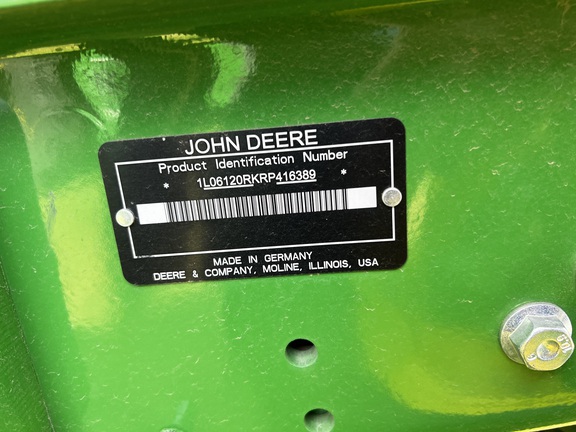 JOHN DEERE
Product Identification Number
* 1L06120RKRP416389 *
MADE IN GERMANY
DEERE & COMPANY, MOLINE, ILLINOIS, USA